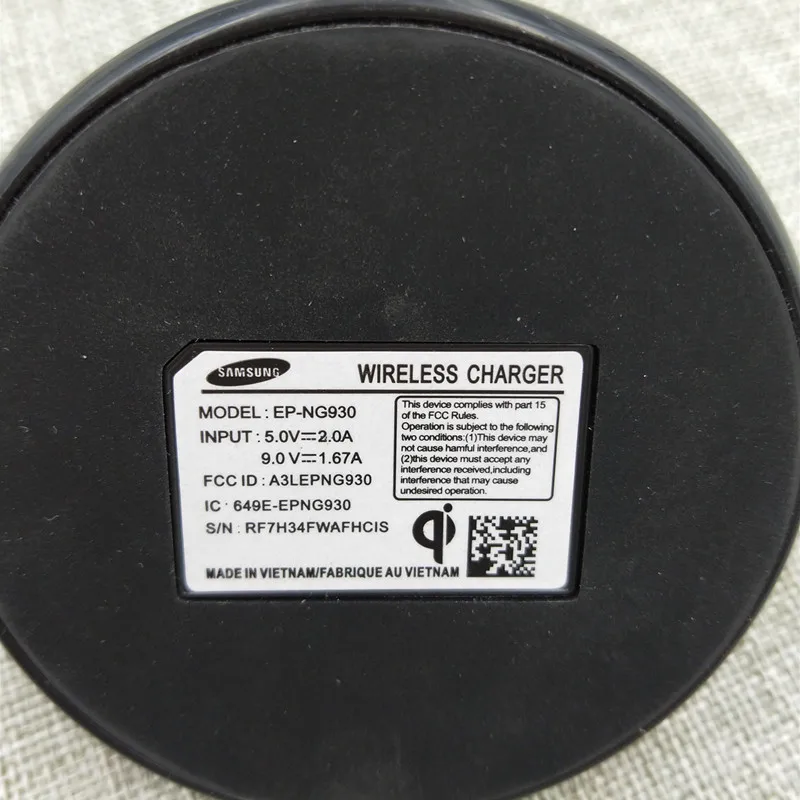 SAMSUNG
WIRELESS CHARGER
MODEL : EP-NG930
INPUT : 5.0V⎓2.0A
9.0V⎓1.67A
FCC ID : A3LEPNG930
IC : 649E-EPNG930
S/N : RF7H34FWAFHCIS
This device complies with part 15
of the FCC Rules.
Operation is subject to the following
two conditions:(1)This device may
not cause hamful interference,and
(2)this device must accept any
interference received,including
interference that may cause
undesired operation.
qi
MADE IN VIETNAM/FABRIQUE AU VIETNAM